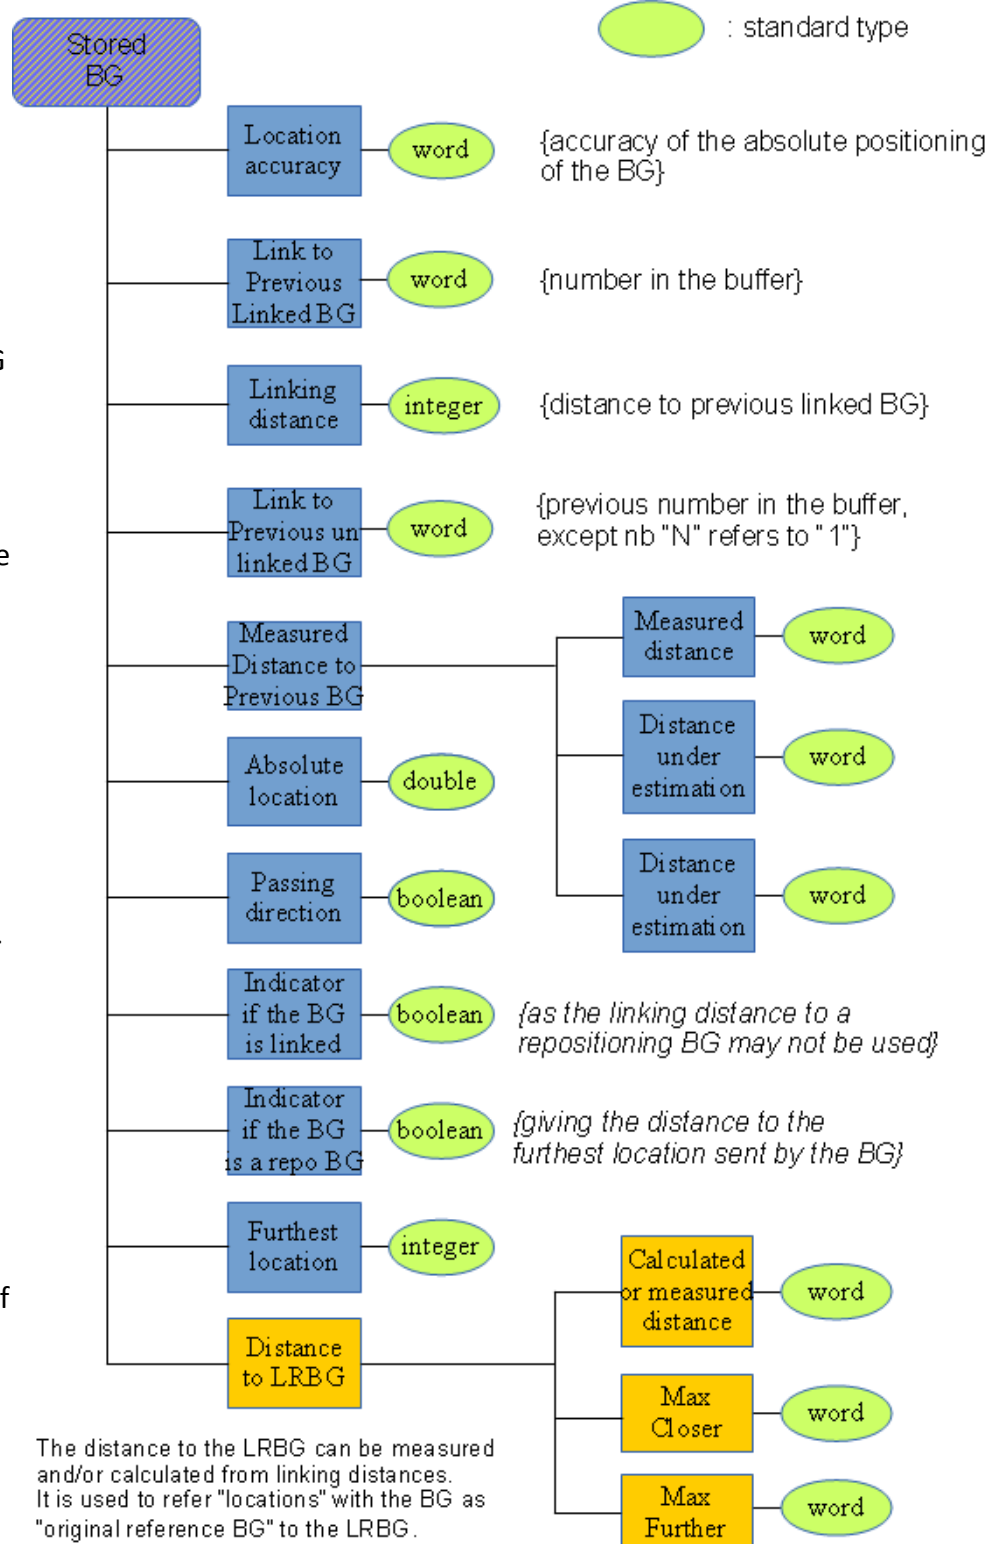 Stored
BG
: standard type
Location
accuracy
word
{accuracy of the absolute positioning
of the BG}
Link to
Previous
Linked BG
word
{number in the buffer}
G
Linking
distance
integer
{distance to previous linked BG}
Link to
Previous un
linked BG
word
{previous number in the buffer,
except nb "N" refers to "1"}
e
Measured
Distance to
Previous BG
Measured
distance
word
Distance
under
estimation
word
Distance
under
estimation
word
Absolute
location
double
Passing
direction
boolean
Indicator
if the BG
is linked
boolean
{as the linking distance to a
repositioning BG may not be used}
Indicator
if the BG
is a repo BG
boolean
{giving the distance to the
furthest location sent by the BG}
Furthest
location
integer
f
Distance
to LRBG
Calculated
or measured
distance
word
Max
Closer
word
Max
Further
word
The distance to the LRBG can be measured
and/or calculated from linking distances.
It is used to refer "locations" with the BG as
"original reference BG" to the LRBG.